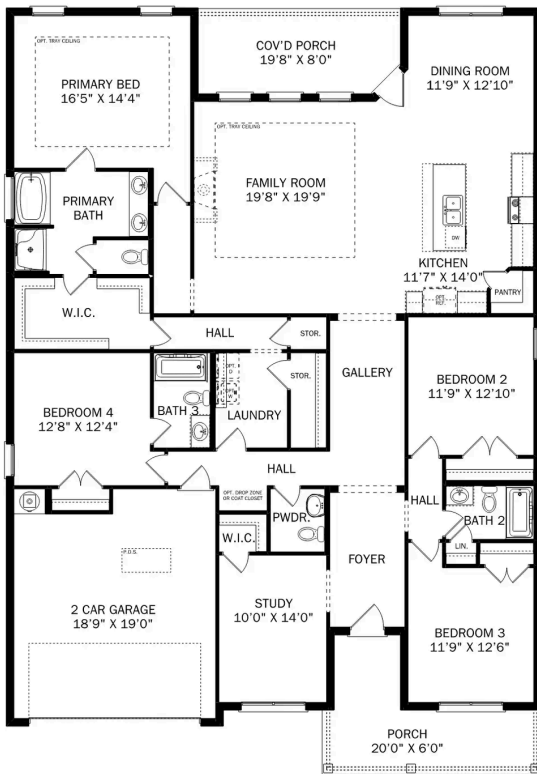 OPT. TRAY CEILING
COV'D PORCH
19'8" X 8'0"
PRIMARY BED
16'5" X 14'4"
DINING ROOM
11'9" X 12'10"
OPT. TRAY CEILING
FAMILY ROOM
19'8" X 19'9"
PRIMARY
BATH
DW
KITCHEN
11'7" X 14'0"
PANTRY
OPT.
REF.
W.I.C.
HALL
STOR.
GALLERY
OPT.
D
OPT.
W
STOR.
BEDROOM 2
11'9" X 12'10"
BEDROOM 4
12'8" X 12'4"
BATH 3
LAUNDRY
HALL
OPT. DROP ZONE
OR COAT CLOSET
HALL
PWDR.
BATH 2
W.I.C.
LIN.
FOYER
P.D.S.
2 CAR GARAGE
18'9" X 19'0"
STUDY
10'0" X 14'0"
BEDROOM 3
11'9" X 12'6"
PORCH
20'0" X 6'0"